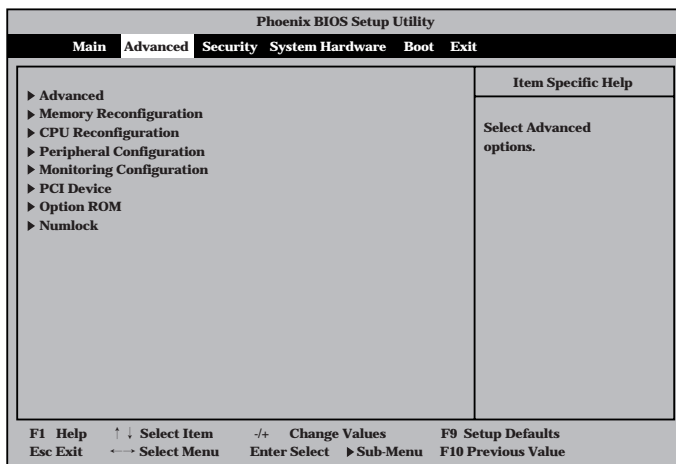 Phoenix BIOS Setup Utility
Main Advanced Security System Hardware Boot Exit
▶ Advanced
▶ Memory Reconfiguration
▶ CPU Reconfiguration
▶ Peripheral Configuration
▶ Monitoring Configuration
▶ PCI Device
▶ Option ROM
▶ Numlock
Item Specific Help
Select Advanced
options.
F1 Help ↑↓ Select Item -/+ Change Values F9 Setup Defaults
Esc Exit ←→ Select Menu Enter Select ▶ Sub-Menu F10 Previous Value